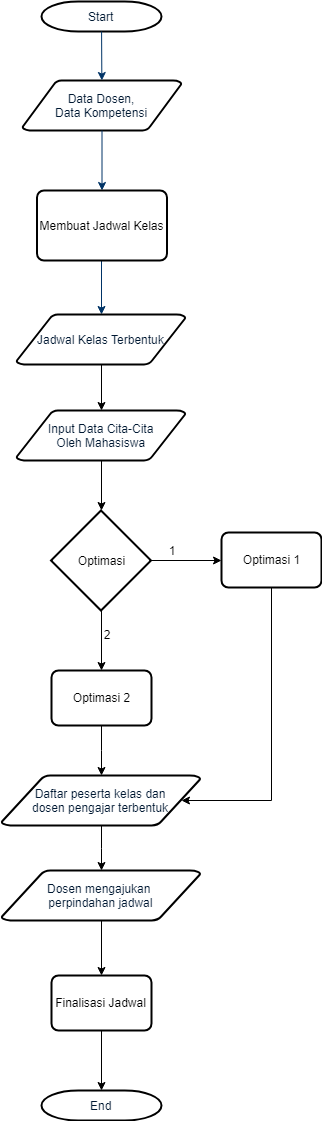 Start
Data Dosen,
Data Kompetensi
Membuat Jadwal Kelas
Jadwal Kelas Terbentuk
Input Data Cita-Cita
Oleh Mahasiswa
Optimasi
1
Optimasi 1
2
Optimasi 2
Daftar peserta kelas dan
dosen pengajar terbentuk
Dosen mengajukan
perpindahan jadwal
Finalisasi Jadwal
End